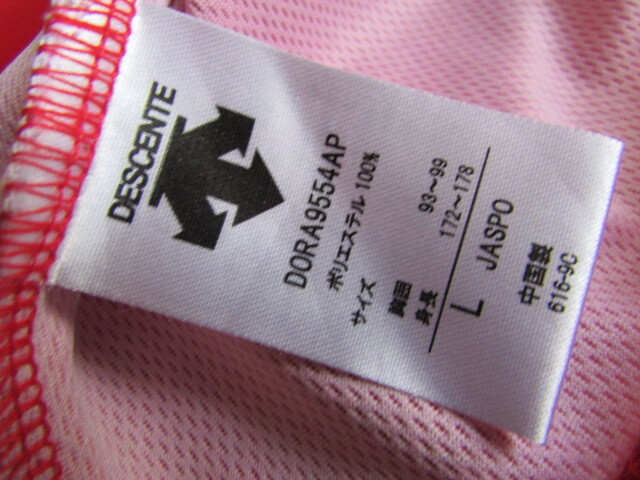 DESCENTE
DORA9554AP
ポリエステル 100%
サイズ
胸囲 93～99
身長 172～178
L JASPO
中国製
616-9C